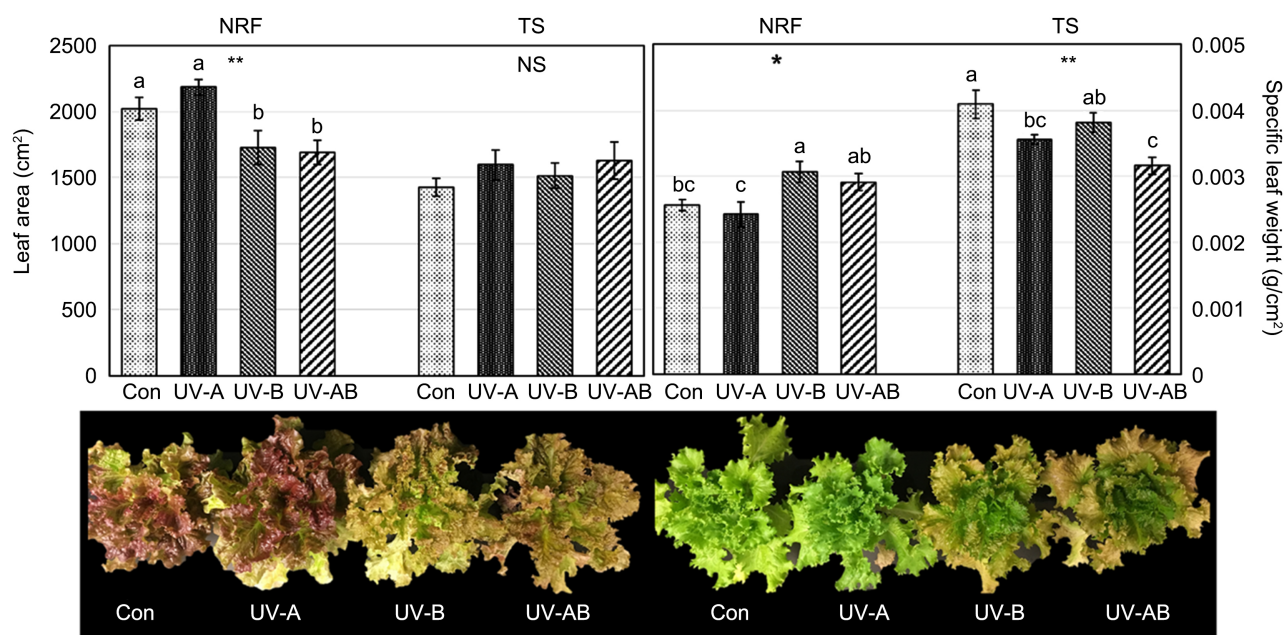 NRF TS NRF TS
2500 0.005
** NS * **
a a b b
bc c a ab
a bc ab c
2000 0.004
1500 0.003
1000 0.002
500 0.001
0 0
Leaf area (cm²)
Specific leaf weight (g/cm²)
Con UV-A UV-B UV-AB Con UV-A UV-B UV-AB Con UV-A UV-B UV-AB Con UV-A UV-B UV-AB
Con UV-A UV-B UV-AB Con UV-A UV-B UV-AB